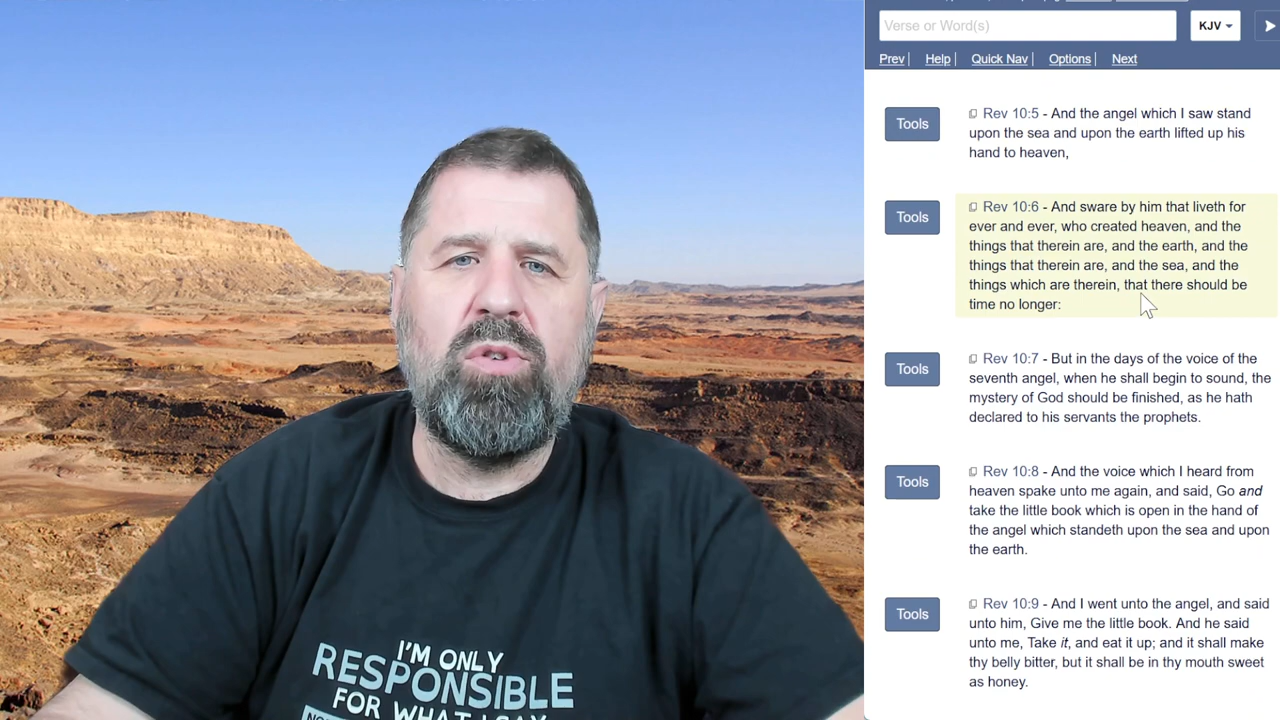 Verse or Word(s)
KJV
Prev
Help
Quick Nav
Options
Next
Tools
Rev 10:5 - And the angel which I saw stand
upon the sea and upon the earth lifted up his
hand to heaven,
Tools
Rev 10:6 - And sware by him that liveth for
ever and ever, who created heaven, and the
things that therein are, and the earth, and the
things that therein are, and the sea, and the
things which are therein, that there should be
time no longer:
Tools
Rev 10:7 - But in the days of the voice of the
seventh angel, when he shall begin to sound, the
mystery of God should be finished, as he hath
declared to his servants the prophets.
Tools
Rev 10:8 - And the voice which I heard from
heaven spake unto me again, and said, Go and
take the little book which is open in the hand of
the angel which standeth upon the sea and upon
the earth.
Tools
Rev 10:9 - And I went unto the angel, and said
unto him, Give me the little book. And he said
unto me, Take it, and eat it up; and it shall make
thy belly bitter, but it shall be in thy mouth sweet
as honey.
I'M ONLY
RESPONSIBLE
FOR WHAT I SAY